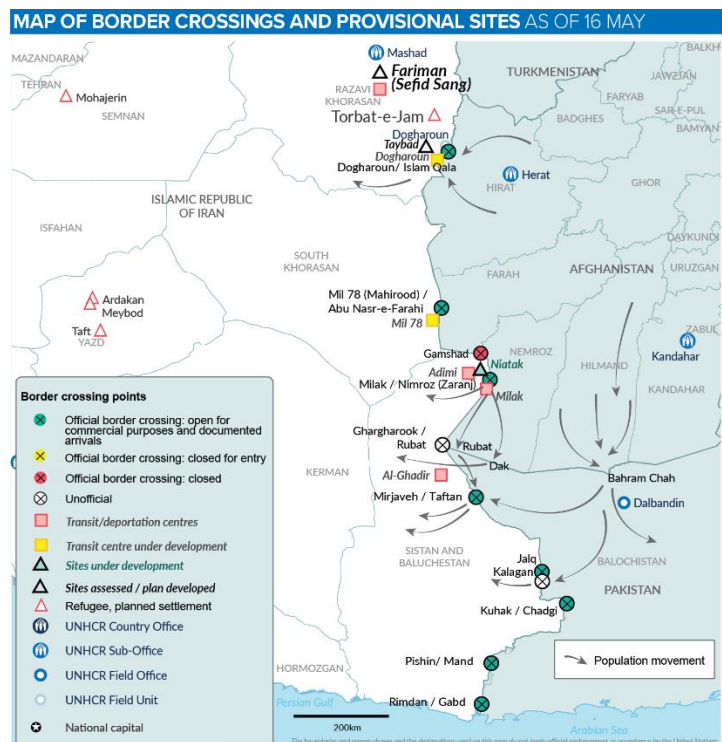 MAP OF BORDER CROSSINGS AND PROVISIONAL SITES AS OF 16 MAY
MAZANDARAN
TEHRAN
Mohajerin
SEMNAN
Mashad
Fariman
(Sefid Sang)
RAZAVI
KHORASAN
Torbat-e-Jam
Dogharoun
Taybad
Dogharoun
Dogharoun/ Islam Qala
TURKMENISTAN
BALKH
JAWZJAN
FARYAB
SAR-E-PUL
BADGHES
BAMYAN
Herat
HIRAT
GHOR
ISLAMIC REPUBLIC
OF IRAN
ISFAHAN
SOUTH
KHORASAN
DAYKUNDI
URUZGAN
FARAH
AFGHANISTAN
Ardakan
Meybod
Taft
YAZD
Mil 78 (Mahirood) /
Abu Nasr-e-Farahi
Mil 78
ZABUL
Kandahar
KANDAHAR
HILMAND
NEMROZ
Gamshad
Niatak
Adimi
Milak / Nimroz (Zaranj)
Milak
Ghargharook /
Rubat
Rubat
Dak
KERMAN
Al-Ghadir
Bahram Chah
Mirjaveh / Taftan
Dalbandin
SISTAN AND
BALUCHESTAN
Jalq
Kalagan
BALOCHISTAN
PAKISTAN
Kuhak / Chadgi
Pishin/ Mand
HORMOZGAN
Rimdan / Gabd
Persian Gulf
Arabian Sea
200km
Population movement
Border crossing points
Official border crossing: open for
commercial purposes and documented
arrivals
Official border crossing: closed for entry
Official border crossing: closed
Unofficial
Transit/deportation centres
Transit centre under development
Sites under development
Sites assessed / plan developed
Refugee, planned settlement
UNHCR Country Office
UNHCR Sub-Office
UNHCR Field Office
UNHCR Field Unit
National capital